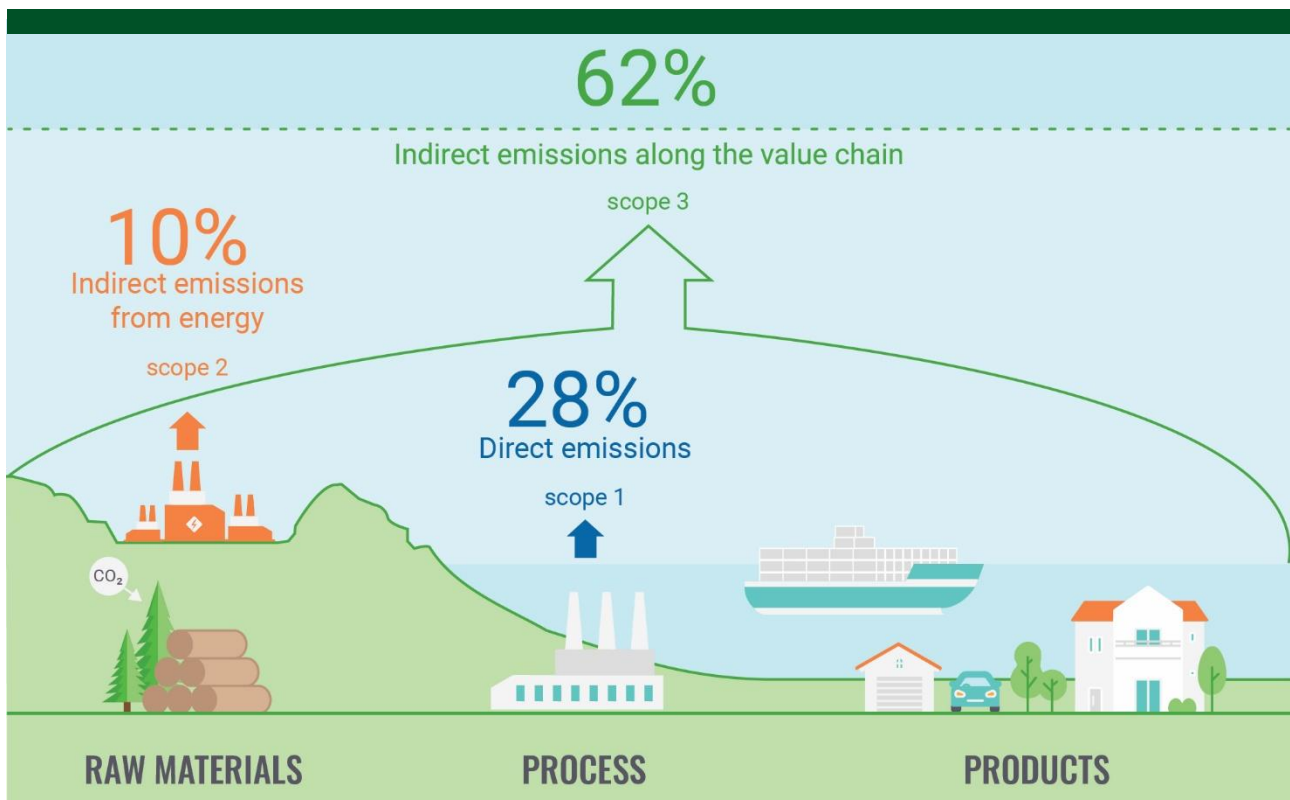 62%
Indirect emissions along the value chain
scope 3
10%
Indirect emissions
from energy
scope 2
28%
Direct emissions
scope 1
CO₂
RAW MATERIALS
PROCESS
PRODUCTS